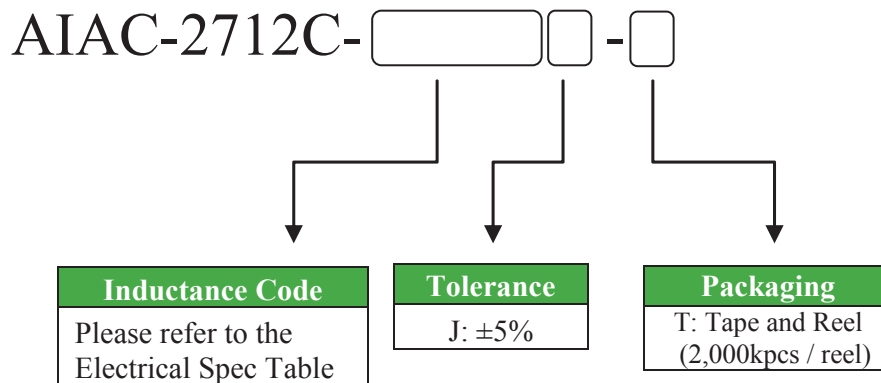 AIAC-2712C- -
Inductance Code
Please refer to the
Electrical Spec Table
Tolerance
J: ±5%
Packaging
T: Tape and Reel
(2,000kpcs / reel)